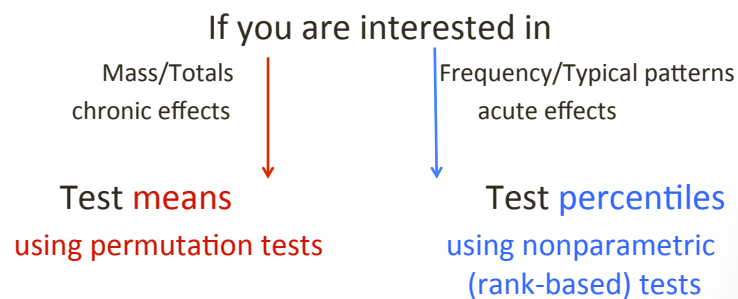 If you are interested in
Mass/Totals
chronic effects
Frequency/Typical patterns
acute effects
Test means
using permutation tests
Test percentiles
using nonparametric
(rank-based) tests